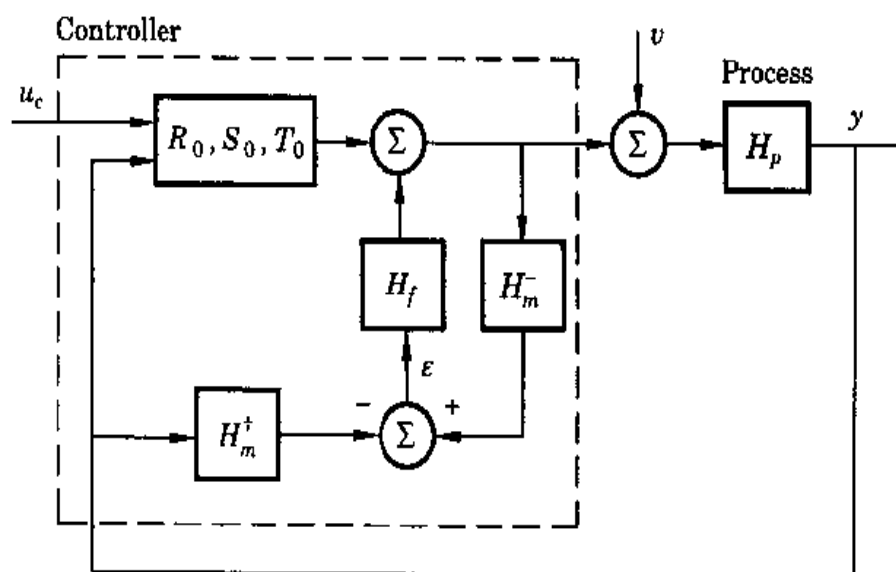 Controller
v
Process
u_c
R_0, S_0, T_0
Σ
Σ
H_p
y
H_f
H_m^-
ε
−
+
H_m^+
Σ